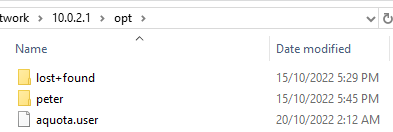 twork > 10.0.2.1 > opt >
Name Date modified
lost+found 15/10/2022 5:29 PM
peter 15/10/2022 5:45 PM
aquota.user 20/10/2022 2:12 AM